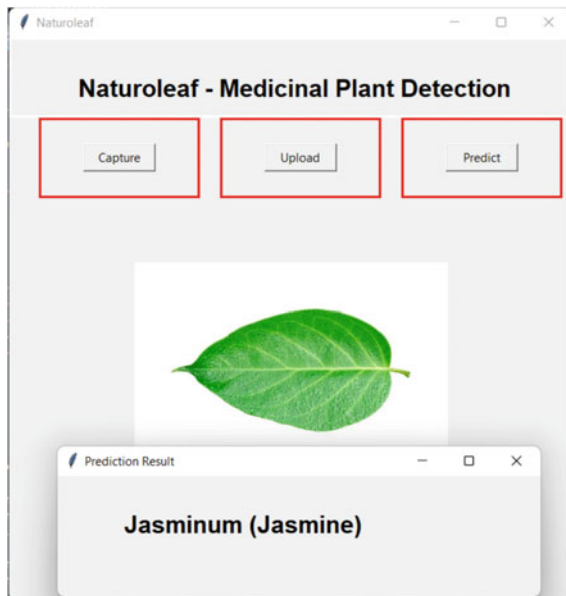 Naturoleaf
Naturoleaf - Medicinal Plant Detection
Capture Upload Predict
Prediction Result
Jasminum (Jasmine)